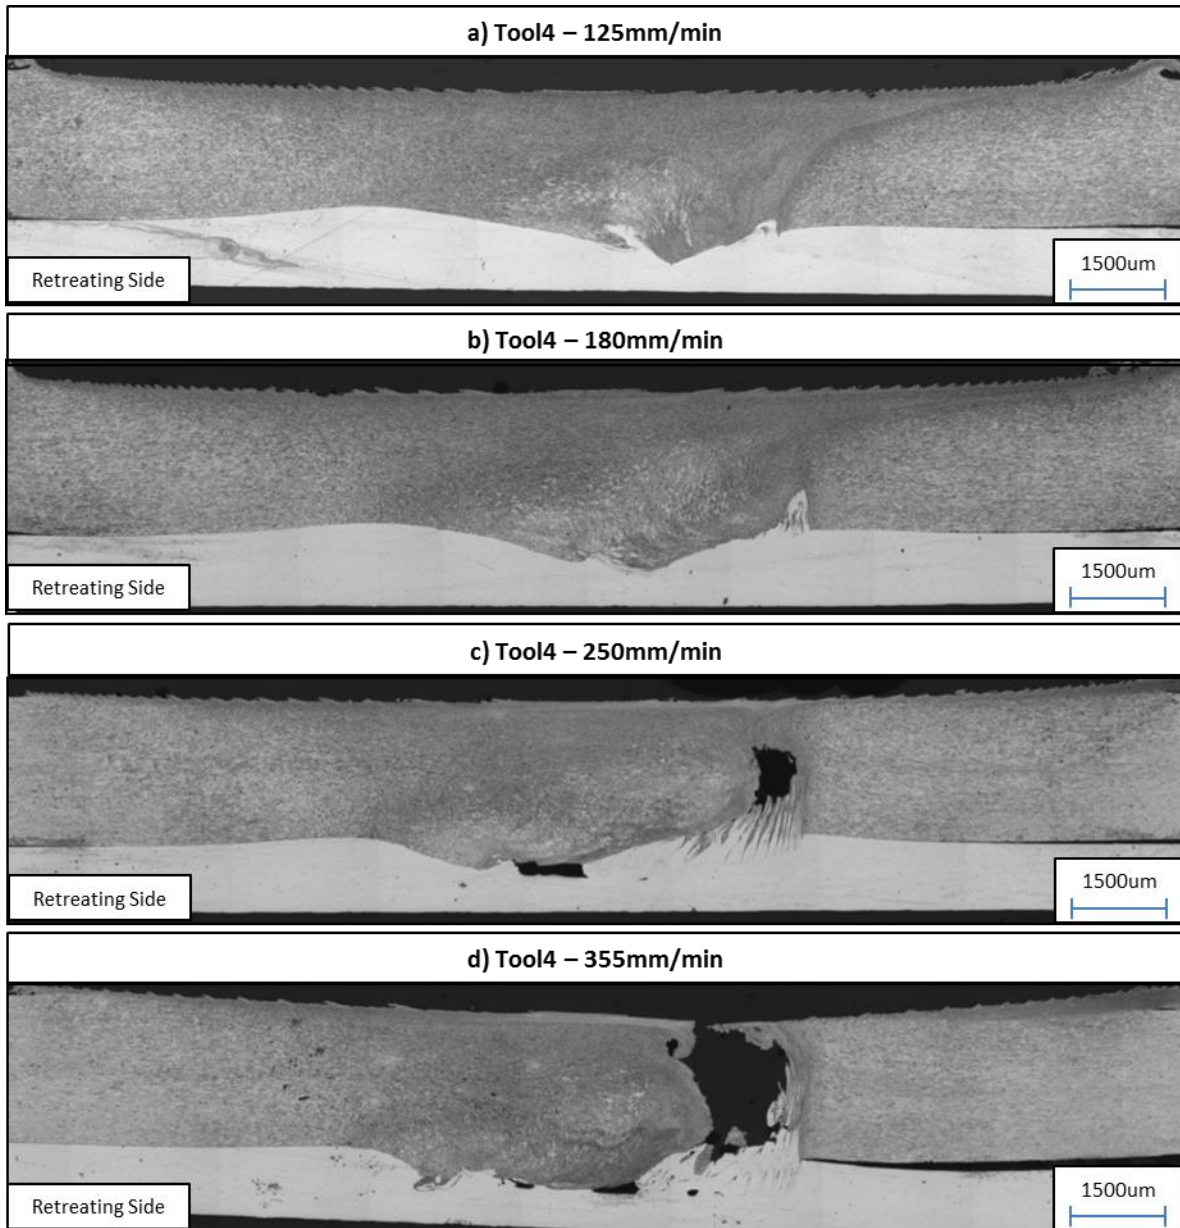 a) Tool4 – 125mm/min
Retreating Side
1500um
b) Tool4 – 180mm/min
Retreating Side
1500um
c) Tool4 – 250mm/min
Retreating Side
1500um
d) Tool4 – 355mm/min
Retreating Side
1500um